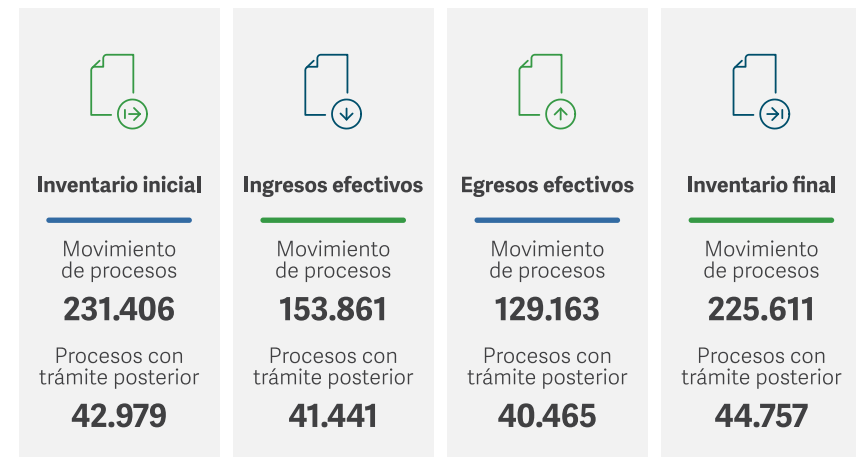 Inventario inicial
Movimiento
de procesos
231.406
Procesos con
trámite posterior
42.979
Ingresos efectivos
Movimiento
de procesos
153.861
Procesos con
trámite posterior
41.441
Egresos efectivos
Movimiento
de procesos
129.163
Procesos con
trámite posterior
40.465
Inventario final
Movimiento
de procesos
225.611
Procesos con
trámite posterior
44.757